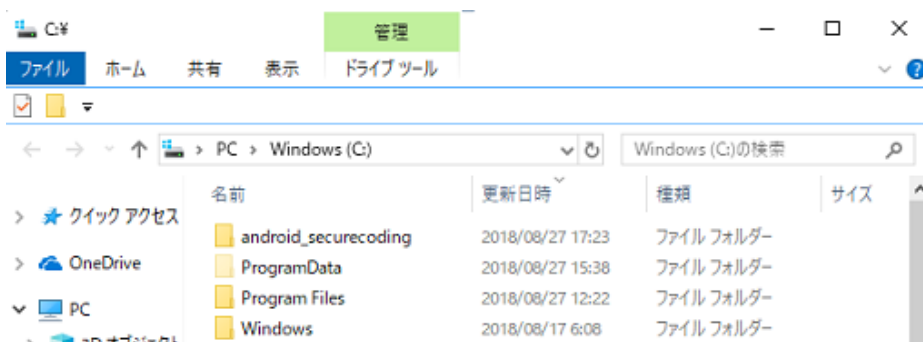 C:¥
管理
ファイル ホーム 共有 表示 ドライブ ツール
PC > Windows (C:)
Windows (C:)の検索
名前 更新日時 種類 サイズ
クイック アクセス
android_securecoding 2018/08/27 17:23 ファイル フォルダー
OneDrive
ProgramData 2018/08/27 15:38 ファイル フォルダー
Program Files 2018/08/27 12:22 ファイル フォルダー
PC
Windows 2018/08/17 6:08 ファイル フォルダー